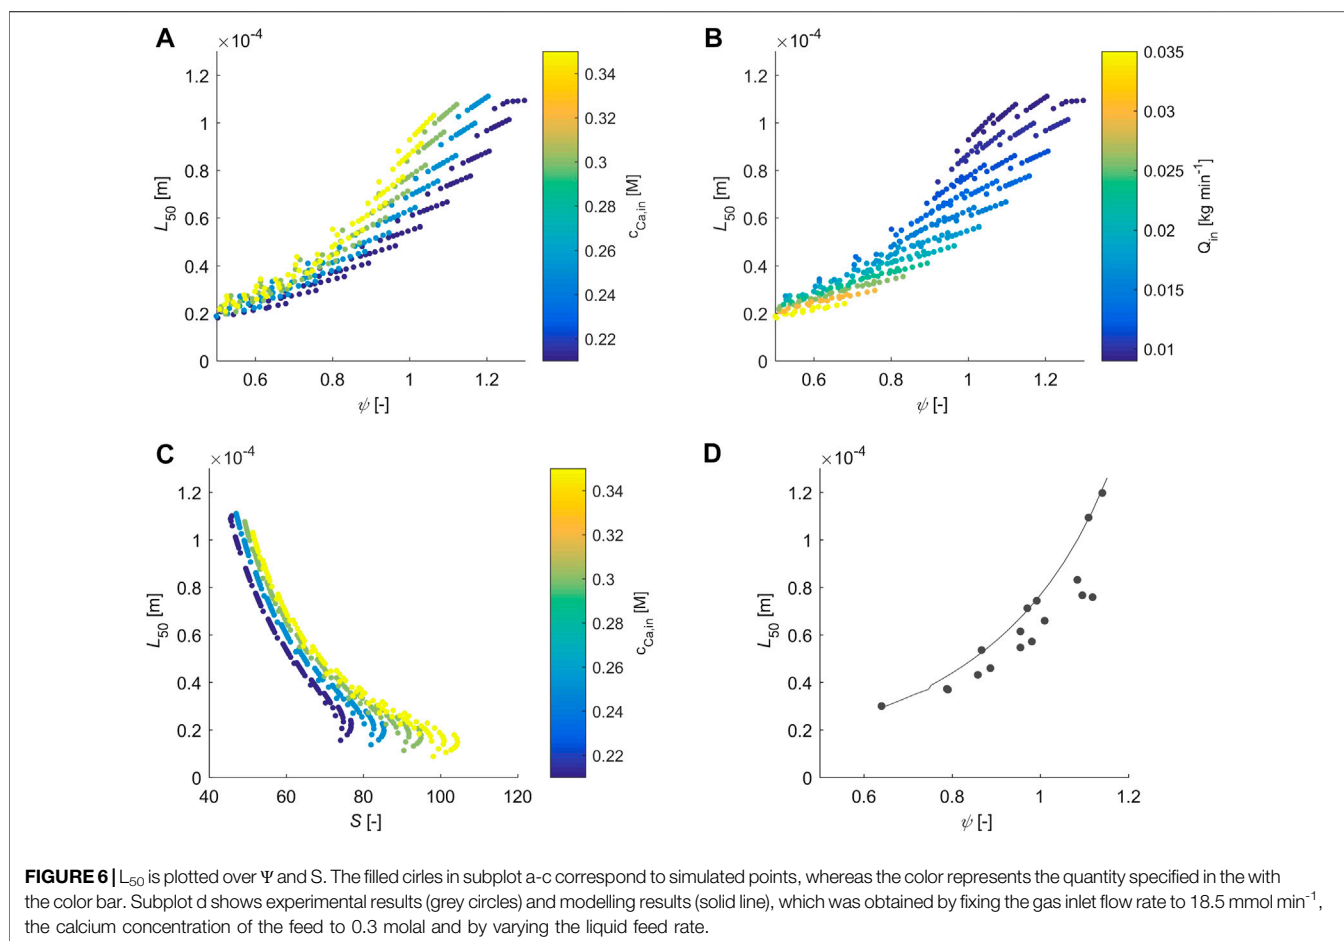 A
×10-4
1.2
1
0.8
0.6
0.4
0.2
0
L50 [m]
0.6 0.8 1 1.2
ψ [-]
0.34
0.32
0.3
0.28
0.26
0.24
0.22
cCa,in [M]
B
×10-4
1.2
1
0.8
0.6
0.4
0.2
0
L50 [m]
0.6 0.8 1 1.2
ψ [-]
0.035
0.03
0.025
0.02
0.015
0.01
Qin [kg min-1]
C
×10-4
1.2
1
0.8
0.6
0.4
0.2
0
L50 [m]
40 60 80 100 120
S [-]
0.34
0.32
0.3
0.28
0.26
0.24
0.22
cCa,in [M]
D
×10-4
1.2
1
0.8
0.6
0.4
0.2
0
L50 [m]
0.6 0.8 1 1.2
ψ [-]
FIGURE 6 | L50 is plotted over Ψ and S. The filled cirles in subplot a-c correspond to simulated points, whereas the color represents the quantity specified in the with
the color bar. Subplot d shows experimental results (grey circles) and modelling results (solid line), which was obtained by fixing the gas inlet flow rate to 18.5 mmol min-1,
the calcium concentration of the feed to 0.3 molal and by varying the liquid feed rate.